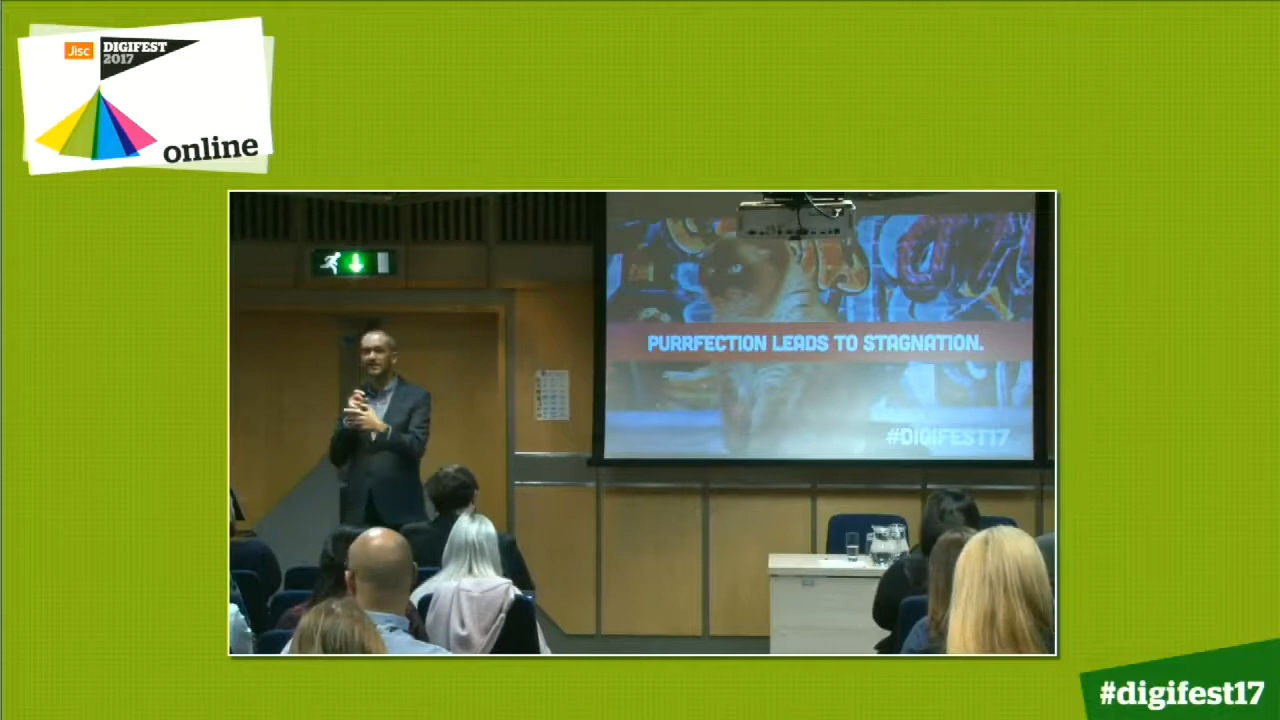 Jisc
DIGIFEST
2017
online
PURRFECTION LEADS TO STAGNATION.
#DIGIFEST17
#digifest17